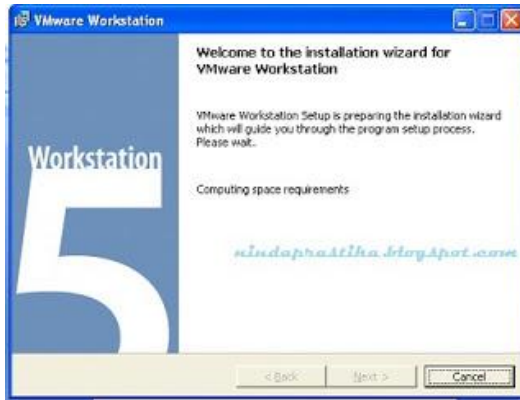 VMware Workstation
Welcome to the installation wizard for
VMware Workstation
VMware Workstation Setup is preparing the installation wizard
which will guide you through the program setup process.
Please wait.
Workstation
5
Computing space requirements
nindaprastika.blogspot.com
< Back
Next >
Cancel